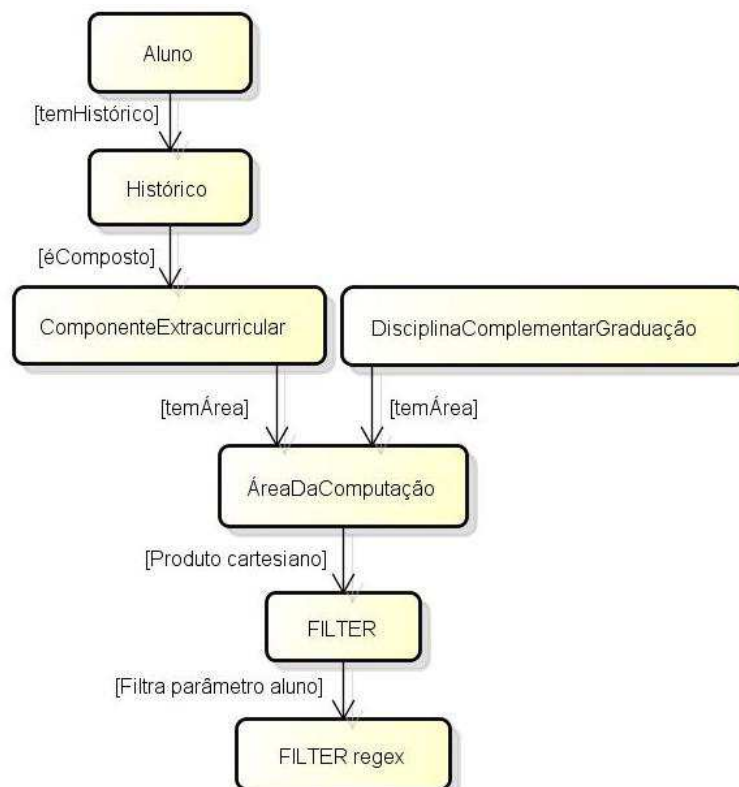 Aluno
[temHistórico]
Histórico
[éComposto]
ComponenteExtracurricular
DisciplinaComplementarGraduação
[temÁrea]
[temÁrea]
ÁreaDaComputação
[Produto cartesiano]
FILTER
[Filtra parâmetro aluno]
FILTER regex